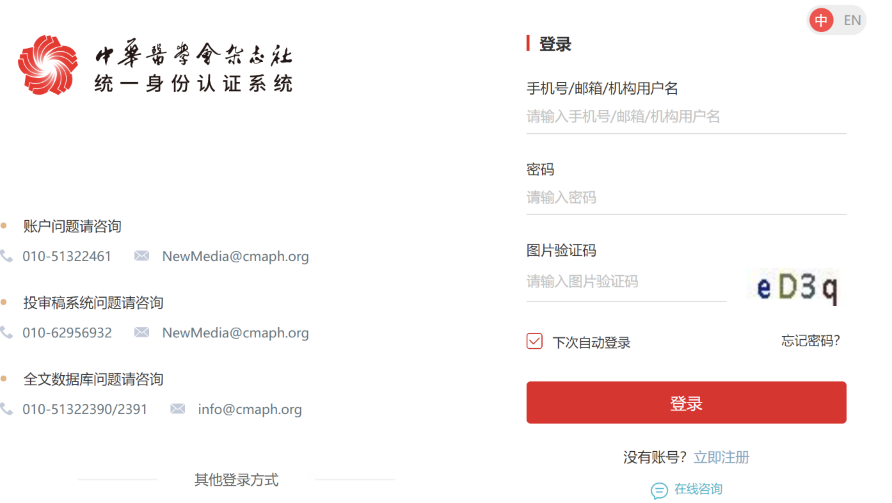 中 EN
中華醫學會杂志社
统一身份认证系统
账户问题请咨询
010-51322461 NewMedia@cmaph.org
投审稿系统问题请咨询
010-62956932 NewMedia@cmaph.org
全文数据库问题请咨询
010-51322390/2391 info@cmaph.org
其他登录方式
登录
手机号/邮箱/机构用户名
请输入手机号/邮箱/机构用户名
密码
请输入密码
图片验证码
请输入图片验证码
eD3q
下次自动登录 忘记密码?
登录
没有账号? 立即注册
在线咨询